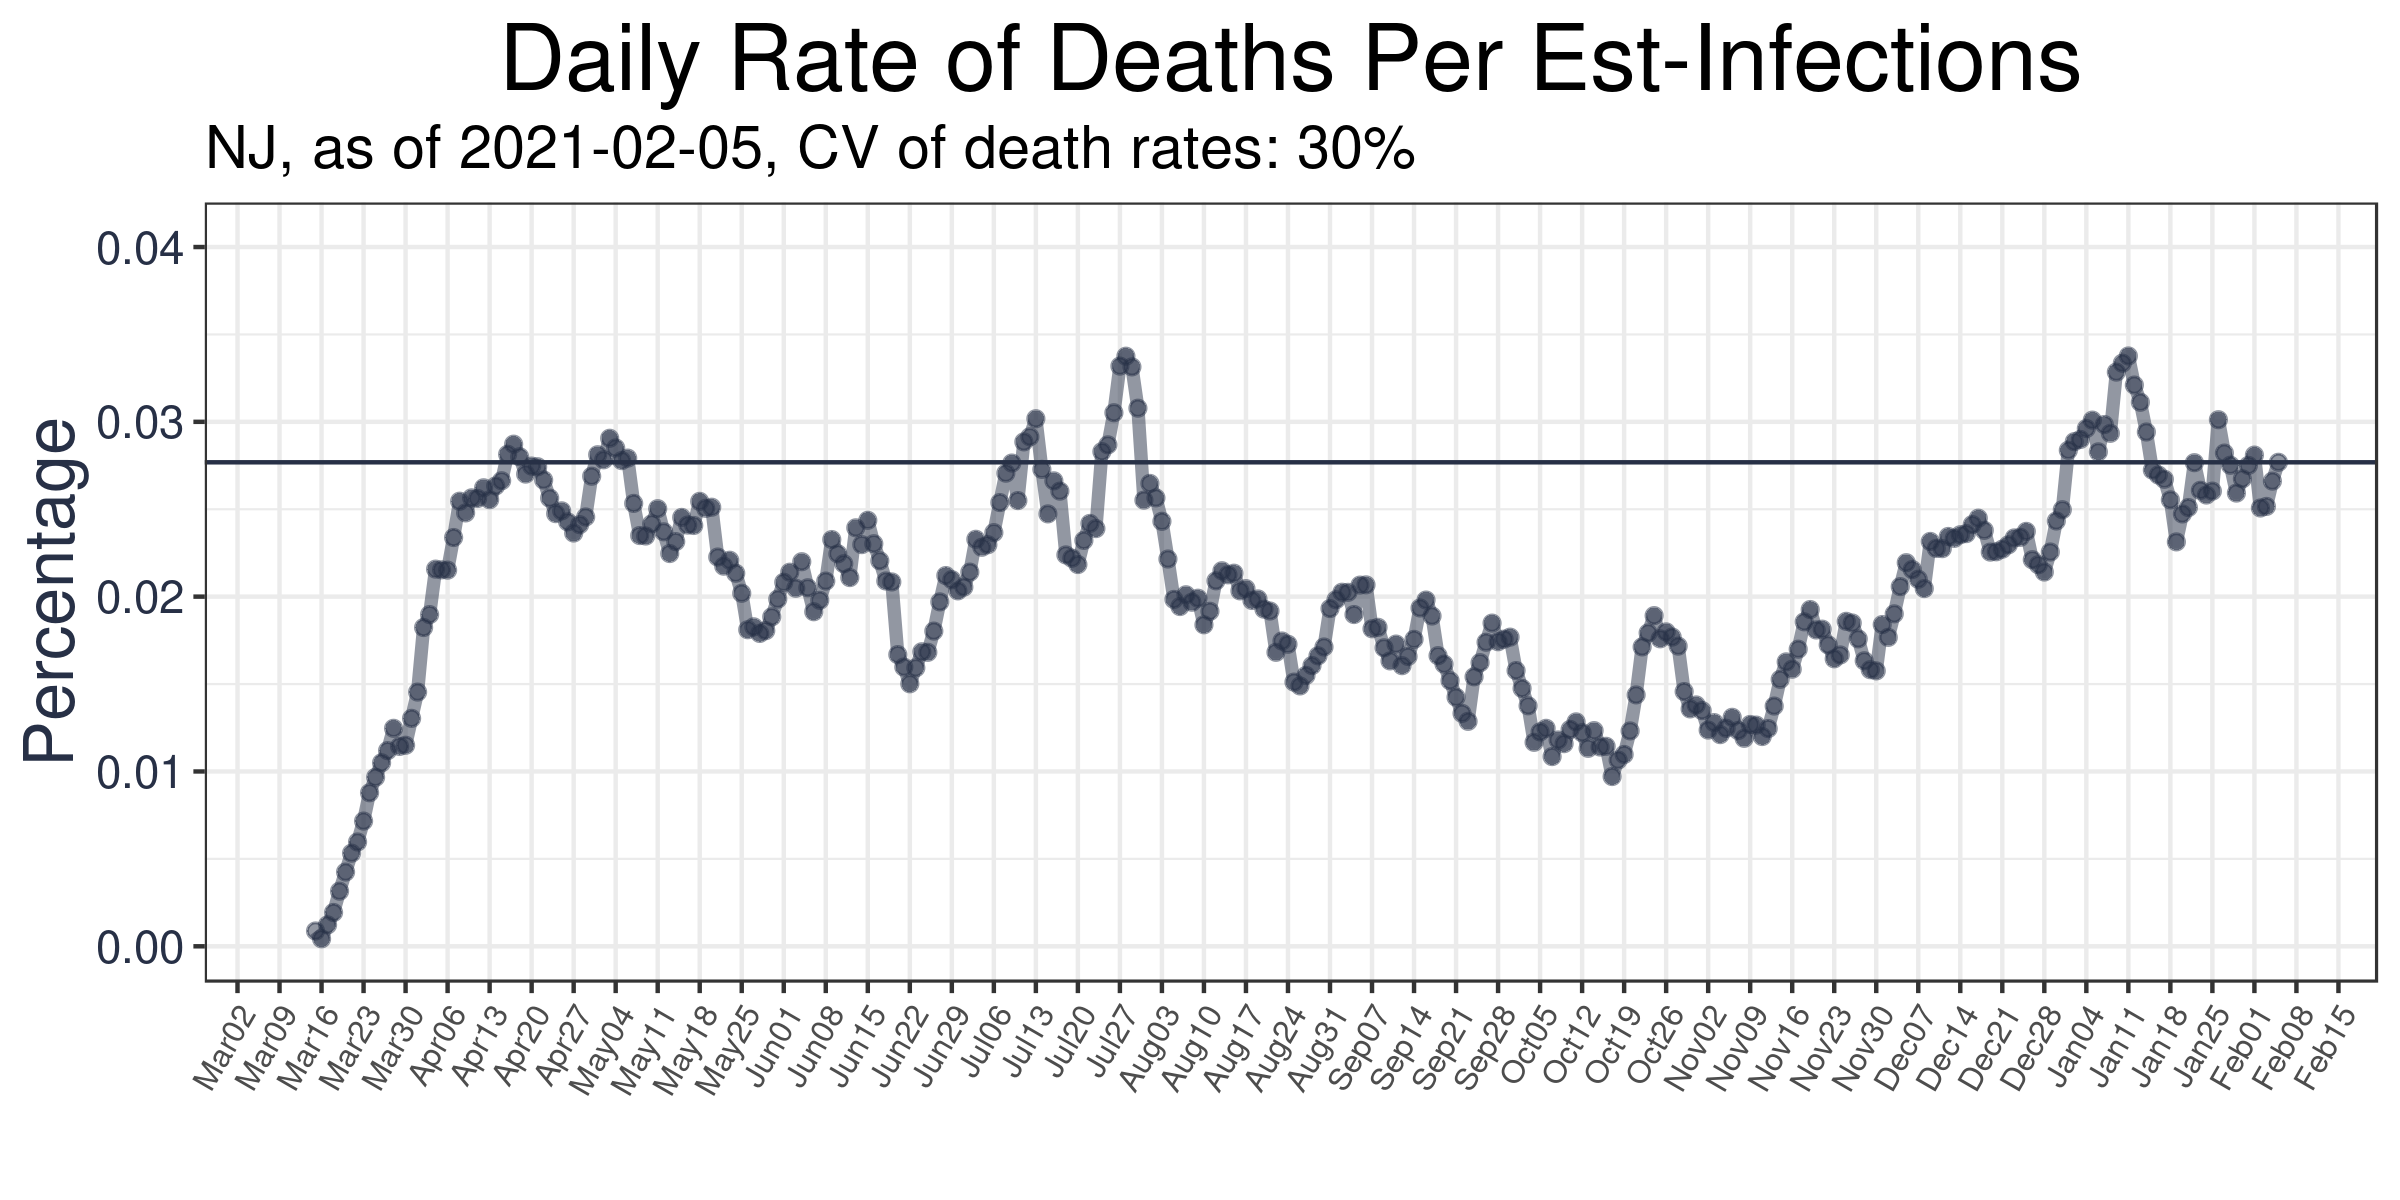 Daily Rate of Deaths Per Est-Infections
NJ, as of 2021-02-05, CV of death rates: 30%
Percentage
0.04
0.03
0.02
0.01
0.00
Mar02
Mar09
Mar16
Mar23
Mar30
Apr06
Apr13
Apr20
Apr27
May04
May11
May18
May25
Jun01
Jun08
Jun15
Jun22
Jun29
Jul06
Jul13
Jul20
Jul27
Aug03
Aug10
Aug17
Aug24
Aug31
Sep07
Sep14
Sep21
Sep28
Oct05
Oct12
Oct19
Oct26
Nov02
Nov09
Nov16
Nov23
Nov30
Dec07
Dec14
Dec21
Dec28
Jan04
Jan11
Jan18
Jan25
Feb01
Feb08
Feb15